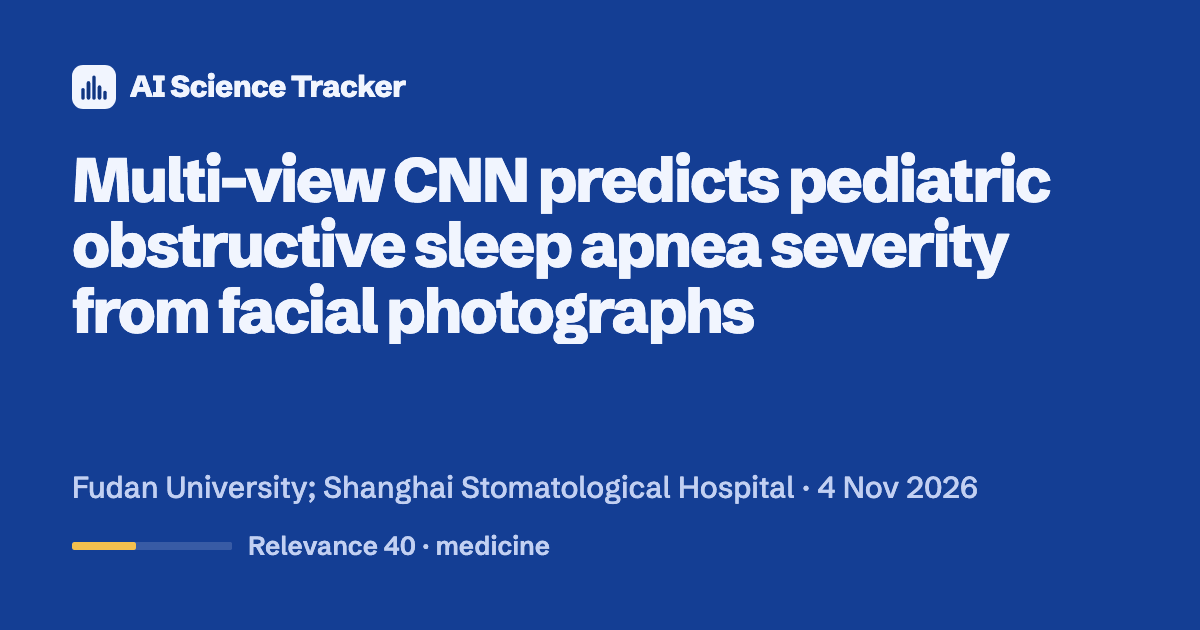 AI Science Tracker
Multi-view CNN predicts pediatric
obstructive sleep apnea severity
from facial photographs
Fudan University; Shanghai Stomatological Hospital · 4 Nov 2026
Relevance 40 · medicine